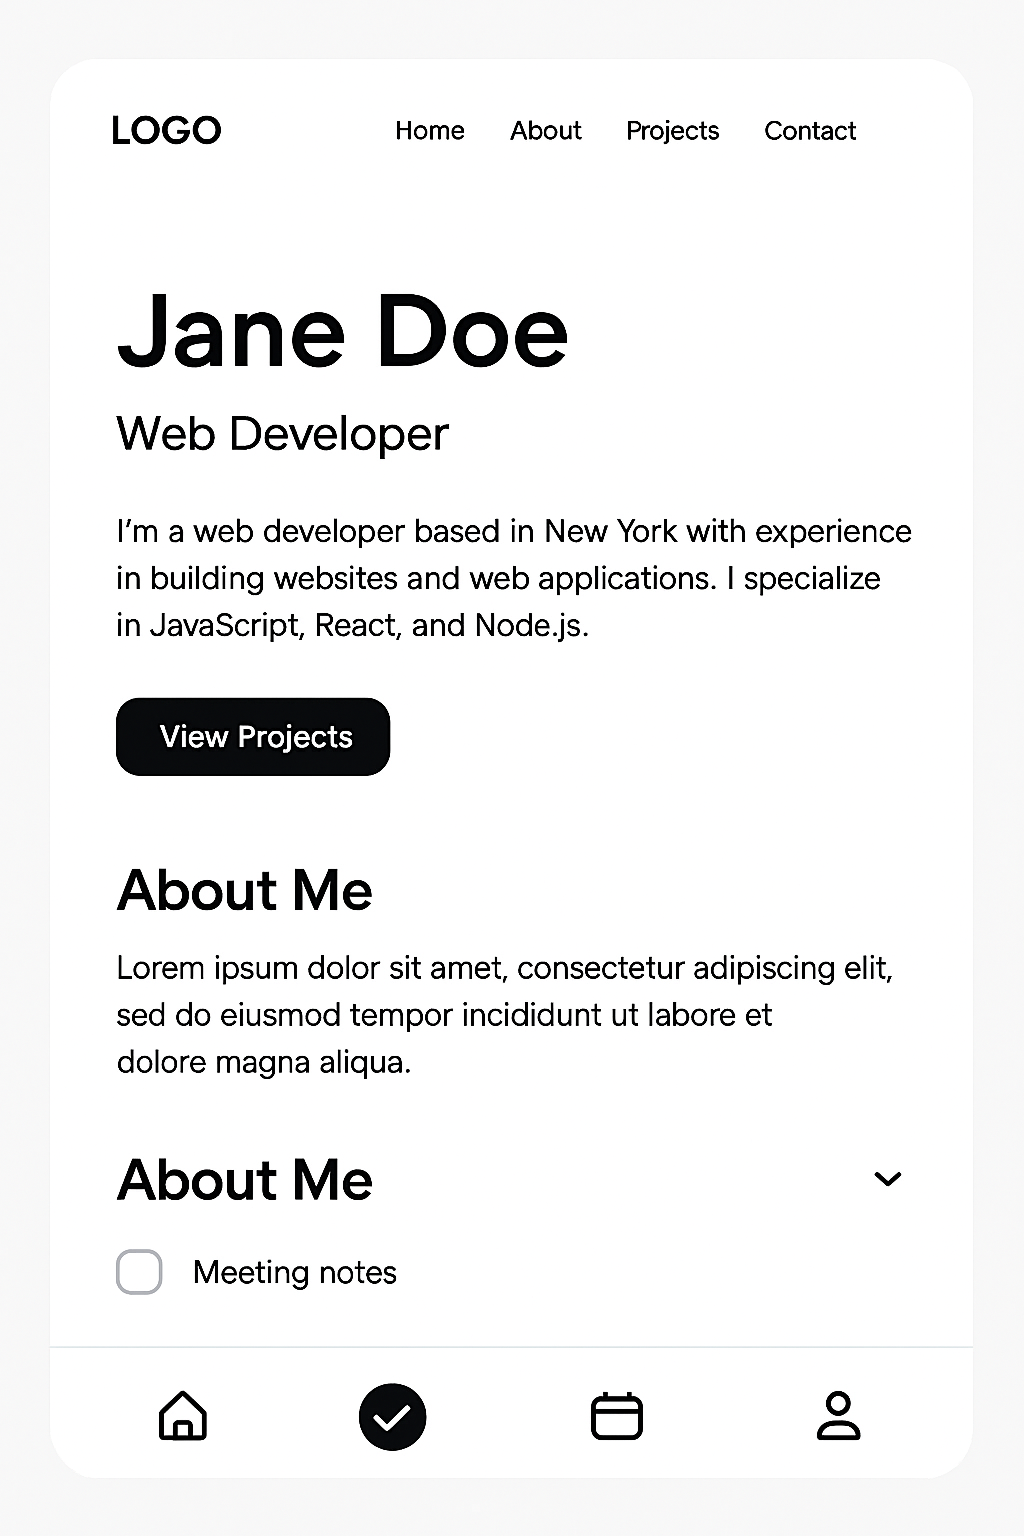 LOGO
Home About Projects Contact
Jane Doe
Web Developer
I’m a web developer based in New York with experience
in building websites and web applications. I specialize
in JavaScript, React, and Node.js.
View Projects
About Me
Lorem ipsum dolor sit amet, consectetur adipiscing elit,
sed do eiusmod tempor incididunt ut labore et
dolore magna aliqua.
About Me
Meeting notes